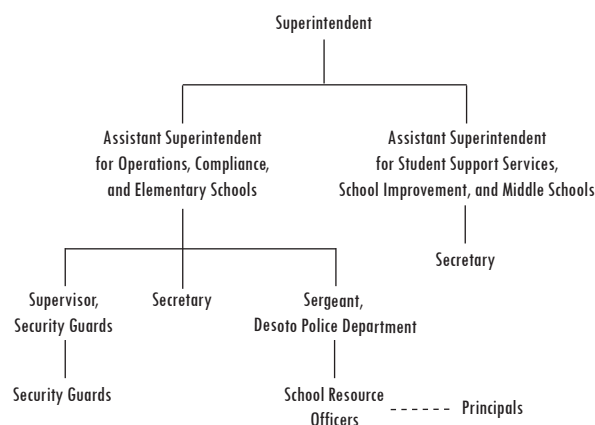 Superintendent
Assistant Superintendent
for Operations, Compliance,
and Elementary Schools
Assistant Superintendent
for Student Support Services,
School Improvement, and Middle Schools
Secretary
Supervisor,
Security Guards
Secretary
Sergeant,
Desoto Police Department
Security Guards
School Resource
Officers
Principals